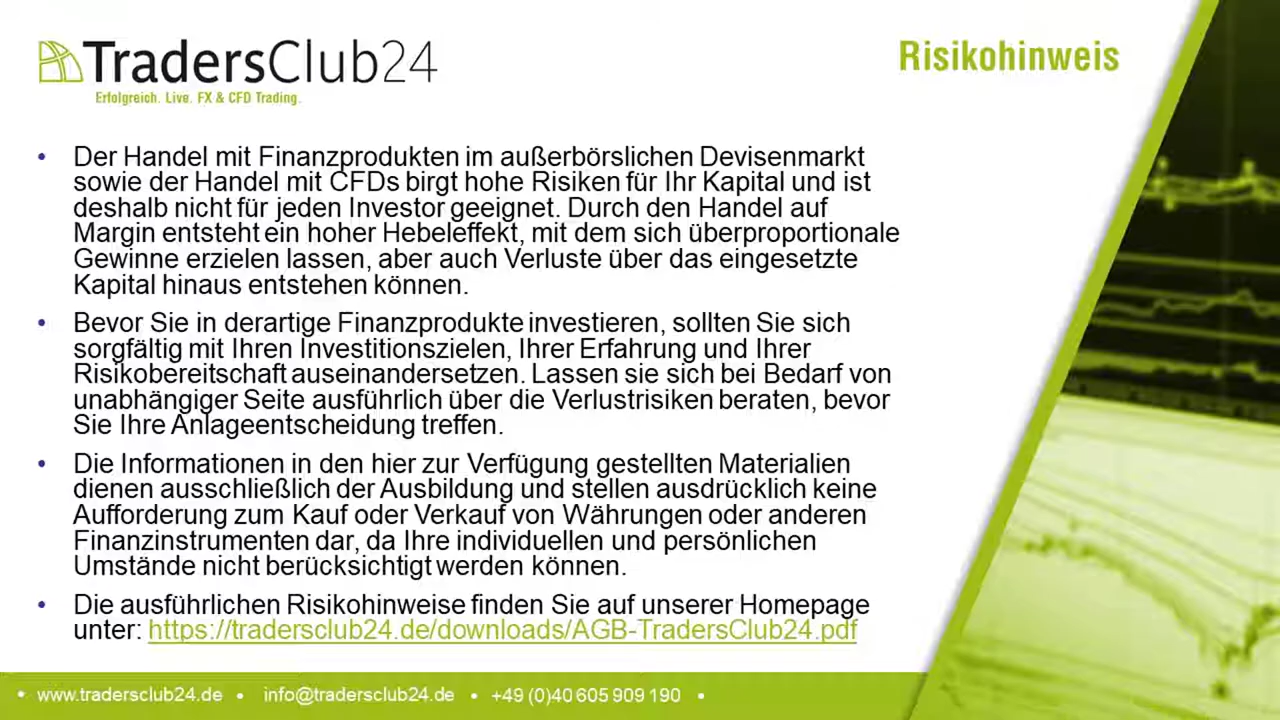 TradersClub24
Erfolgreich. Live. FX & CFD Trading.
Risikohinweis
• Der Handel mit Finanzprodukten im außerbörslichen Devisenmarkt
sowie der Handel mit CFDs birgt hohe Risiken für Ihr Kapital und ist
deshalb nicht für jeden Investor geeignet. Durch den Handel auf
Margin entsteht ein hoher Hebeleffekt, mit dem sich überproportionale
Gewinne erzielen lassen, aber auch Verluste über das eingesetzte
Kapital hinaus entstehen können.
• Bevor Sie in derartige Finanzprodukte investieren, sollten Sie sich
sorgfältig mit Ihren Investitionszielen, Ihrer Erfahrung und Ihrer
Risikobereitschaft auseinandersetzen. Lassen sie sich bei Bedarf von
unabhängiger Seite ausführlich über die Verlustrisiken beraten, bevor
Sie Ihre Anlageentscheidung treffen.
• Die Informationen in den hier zur Verfügung gestellten Materialien
dienen ausschließlich der Ausbildung und stellen ausdrücklich keine
Aufforderung zum Kauf oder Verkauf von Währungen oder anderen
Finanzinstrumenten dar, da Ihre individuellen und persönlichen
Umstände nicht berücksichtigt werden können.
• Die ausführlichen Risikohinweise finden Sie auf unserer Homepage
unter: https://tradersclub24.de/downloads/AGB-TradersClub24.pdf
• www.tradersclub24.de • info@tradersclub24.de • +49 (0)40 605 909 190 •